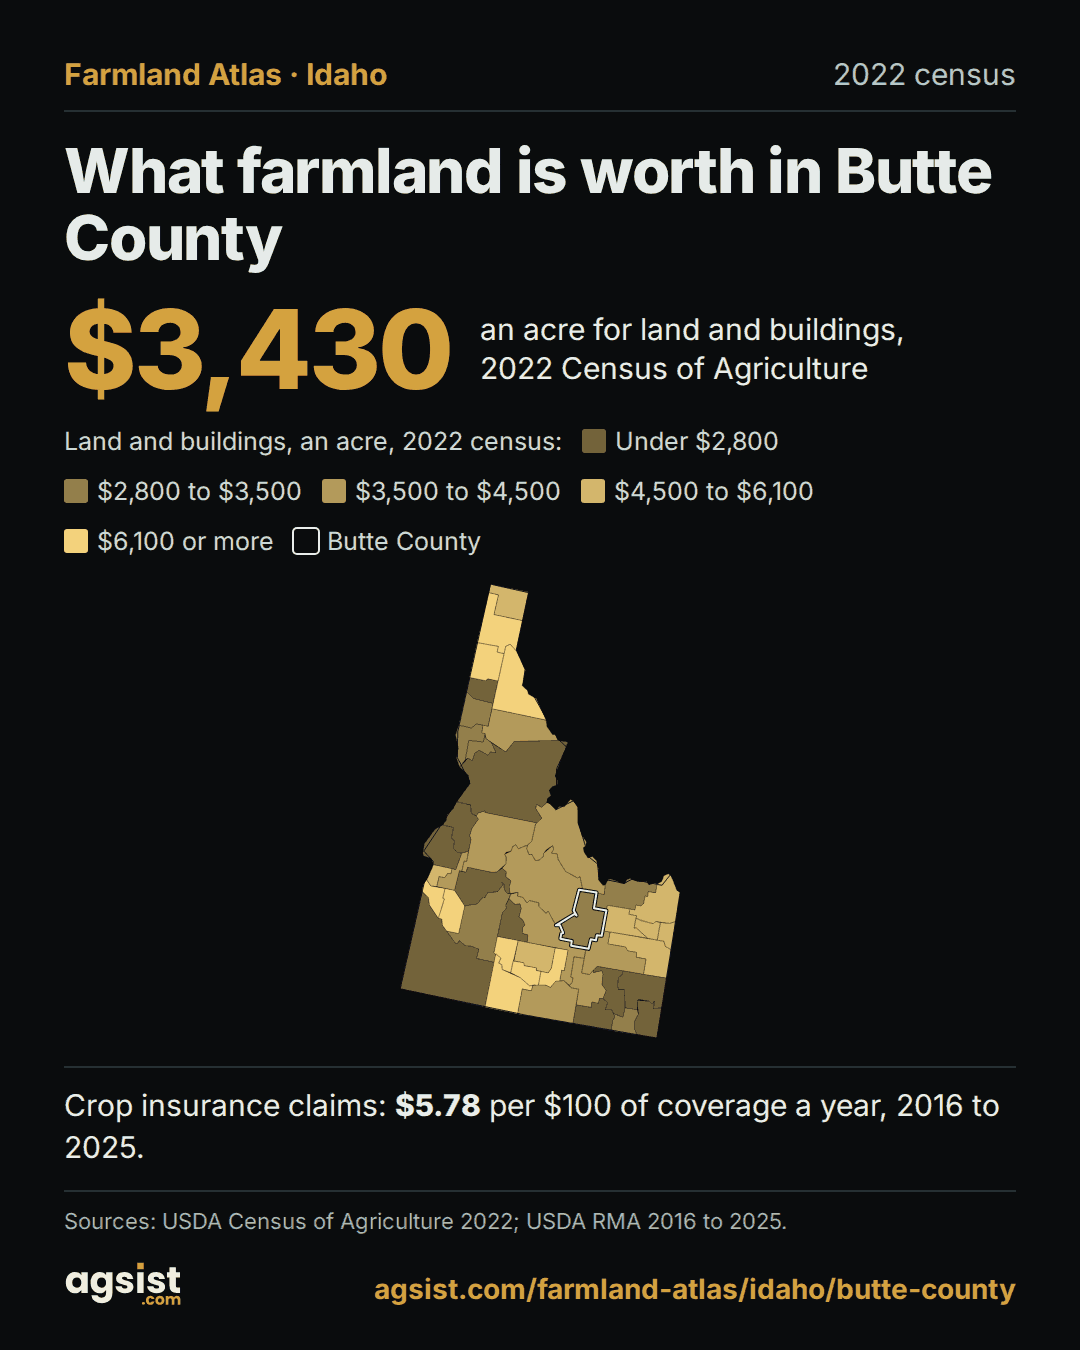 Farmland Atlas · Idaho
2022 census
What farmland is worth in Butte
County
$3,430
an acre for land and buildings,
2022 Census of Agriculture
Land and buildings, an acre, 2022 census:
Under $2,800
$2,800 to $3,500
$3,500 to $4,500
$4,500 to $6,100
$6,100 or more
Butte County
Crop insurance claims: $5.78 per $100 of coverage a year, 2016 to
2025.
Sources: USDA Census of Agriculture 2022; USDA RMA 2016 to 2025.
agsist
.com
agsist.com/farmland-atlas/idaho/butte-county